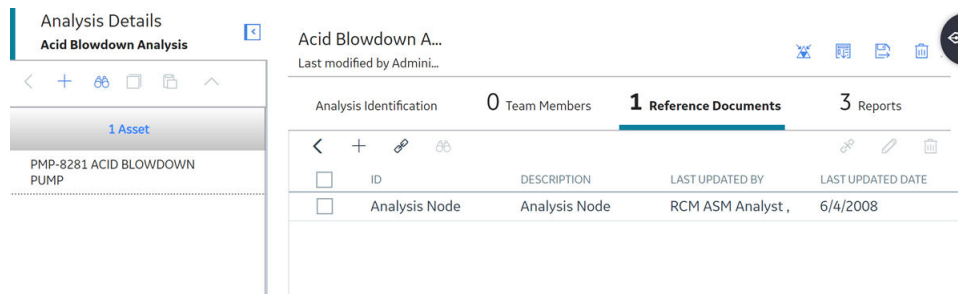 Analysis Details
Acid Blowdown Analysis
1 Asset
PMP-8281 ACID BLOWDOWN
PUMP
Acid Blowdown A...
Last modified by Admini...
Analysis Identification 0 Team Members 1 Reference Documents 3 Reports
ID DESCRIPTION LAST UPDATED BY LAST UPDATED DATE
Analysis Node Analysis Node RCM ASM Analyst , 6/4/2008